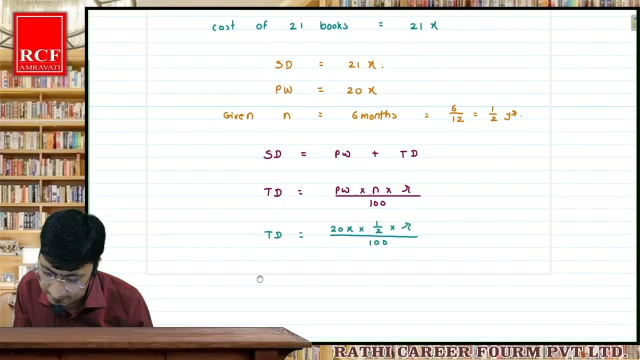 RCF
AMRAVATI
cost of 21 books = 21 x
SD = 21 x.
PW = 20 x
Given n = 6 months = 6/12 = 1/2 yr.
SD = PW + TD
TD = PW x n x r / 100
TD = 20x x 1/2 x r / 100
RATHI CAREER FOURM PVT LTD